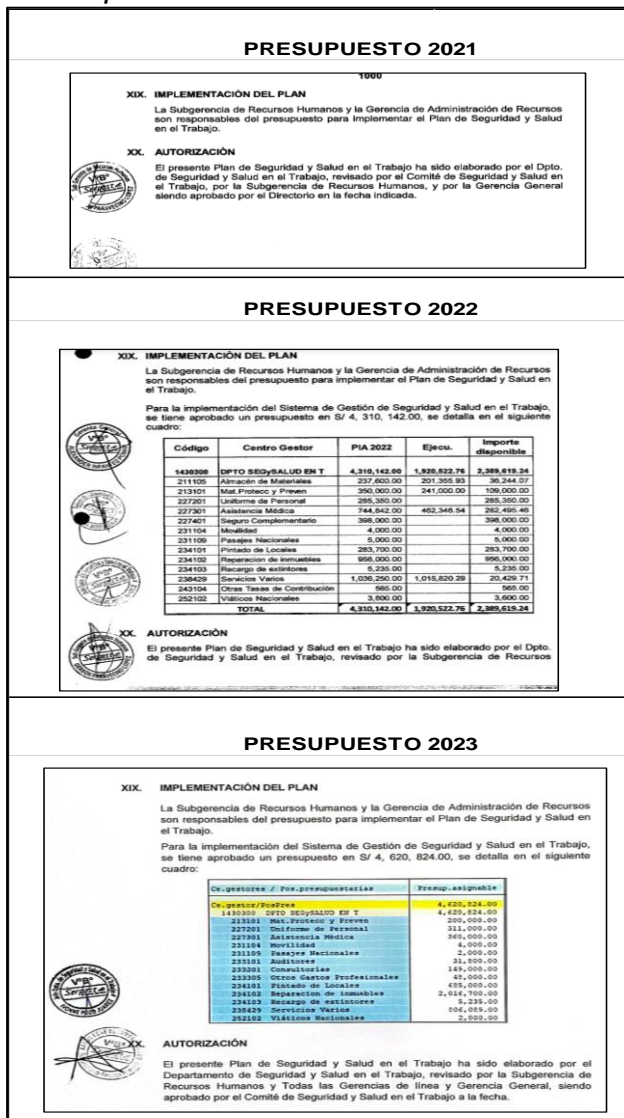 PRESUPUESTO 2021
1000
XIX. IMPLEMENTACIÓN DEL PLAN
La Subgerencia de Recursos Humanos y la Gerencia de Administración de Recursos
son responsables del presupuesto para implementar el Plan de Seguridad y Salud
en el Trabajo.
XX. AUTORIZACIÓN
El presente Plan de Seguridad y Salud en el Trabajo ha sido elaborado por el Dpto.
de Seguridad y Salud en el Trabajo, revisado por el Comité de Seguridad y Salud en
el Trabajo, por la Subgerencia de Recursos Humanos, y por la Gerencia General
siendo aprobado por el Directorio en la fecha indicada.
VºBº
PRESUPUESTO 2022
XIX. IMPLEMENTACIÓN DEL PLAN
La Subgerencia de Recursos Humanos y la Gerencia de Administración de Recursos
son responsables del presupuesto para implementar el Plan de Seguridad y Salud en
el Trabajo.
Para la implementación del Sistema de Gestión de Seguridad y Salud en el Trabajo,
se tiene aprobado un presupuesto en S/ 4, 310, 142.00, se detalla en el siguiente
cuadro:
Código Centro Gestor PIA 2022 Ejecu. Importe disponible
1430300 DPTO SEGySALUD EN T 4,310,142.00 1,920,522.76 2,389,619.24
211105 Almacén de Materiales 237,600.00 201,355.93 36,244.07
213101 Mat.Protecc y Preven 350,000.00 241,000.00 109,000.00
227201 Uniforme de Personal 285,350.00 285,350.00
227301 Asistencia Médica 744,842.00 462,346.54 282,495.46
227401 Seguro Complementario 398,000.00 398,000.00
231104 Movilidad 4,000.00 4,000.00
231109 Pasajes Nacionales 5,000.00 5,000.00
234101 Pintado de Locales 283,700.00 283,700.00
234102 Reparacion de inmuebles 956,000.00 956,000.00
234103 Recargo de extintores 5,235.00 5,235.00
238429 Servicios Varios 1,036,250.00 1,015,820.29 20,429.71
243104 Otras Tasas de Contribución 565.00 565.00
252102 Viáticos Nacionales 3,600.00 3,600.00
TOTAL 4,310,142.00 1,920,522.76 2,389,619.24
XX. AUTORIZACIÓN
El presente Plan de Seguridad y Salud en el Trabajo ha sido elaborado por el Dpto.
de Seguridad y Salud en el Trabajo, revisado por la Subgerencia de Recursos
PRESUPUESTO 2023
XIX. IMPLEMENTACIÓN DEL PLAN
La Subgerencia de Recursos Humanos y la Gerencia de Administración de Recursos
son responsables del presupuesto para implementar el Plan de Seguridad y Salud en
el Trabajo.
Para la implementación del Sistema de Gestión de Seguridad y Salud en el Trabajo,
se tiene aprobado un presupuesto en S/ 4, 620, 824.00, se detalla en el siguiente
cuadro:
Ce.gestores / Pos.presupuestarias Presup.asignable
Ce.gestor/PosPres 4,620,824.00
1430300 DPTO SEGySALUD EN T 4,620,824.00
213101 Mat.Protecc y Preven 200,000.00
227201 Uniforme de Personal 311,000.00
227301 Asistencia Médica 360,000.00
231104 Movilidad 4,000.00
231109 Pasajes Nacionales 2,000.00
233101 Auditores 31,500.00
233201 Consultorias 149,000.00
233305 Otros Gastos Profesionales
234101 Pintado de Locales
234102 Reparacion de inmuebles 2,016,700.00
234103 Recargo de extintores 5,235.00
238429 Servicios Varios
252102 Viáticos Nacionales 2,000.00
VºBº
XX. AUTORIZACIÓN
El presente Plan de Seguridad y Salud en el Trabajo ha sido elaborado por el
Departamento de Seguridad y Salud en el Trabajo, revisado por la Subgerencia de
Recursos Humanos y Todas las Gerencias de línea y Gerencia General, siendo
aprobado por el Comité de Seguridad y Salud en el Trabajo a la fecha.